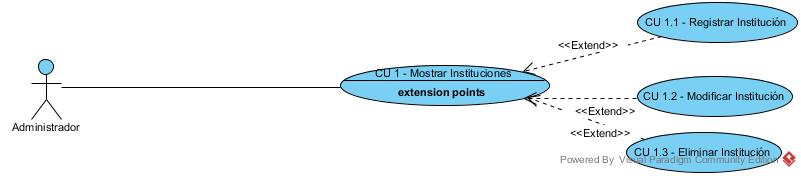 CU 1.1 - Registrar Institución
<<Extend>>
CU 1 - Mostrar Instituciones
extension points
CU 1.2 - Modificar Institución
<<Extend>>
Administrador
<<Extend>>
CU 1.3 - Eliminar Institución
Powered By Visual Paradigm Community Edition